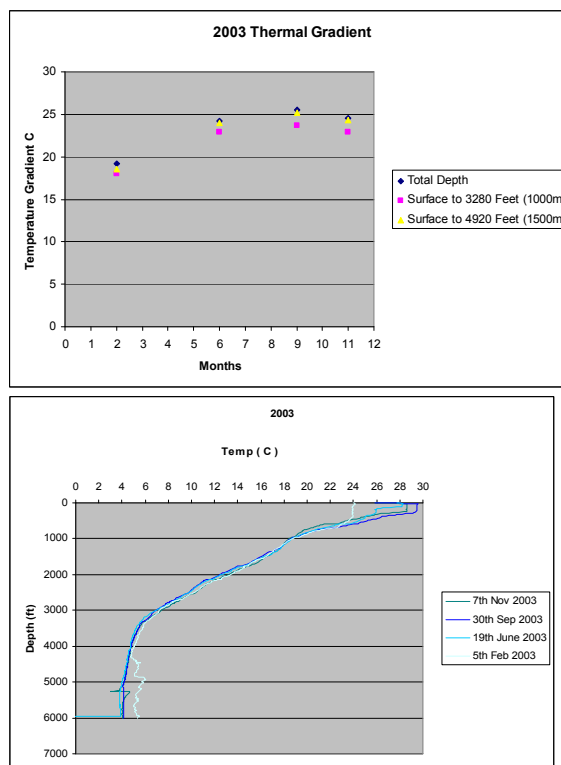 2003 Thermal Gradient
30
25
20
15
10
5
0
Temperature Gradient C
0 1 2 3 4 5 6 7 8 9 10 11 12
Months
Total Depth
Surface to 3280 Feet (1000m
Surface to 4920 Feet (1500m
2003
Temp ( C )
0 2 4 6 8 10 12 14 16 18 20 22 24 26 28 30
0
1000
2000
3000
4000
5000
6000
7000
Depth (ft)
7th Nov 2003
30th Sep 2003
19th June 2003
5th Feb 2003